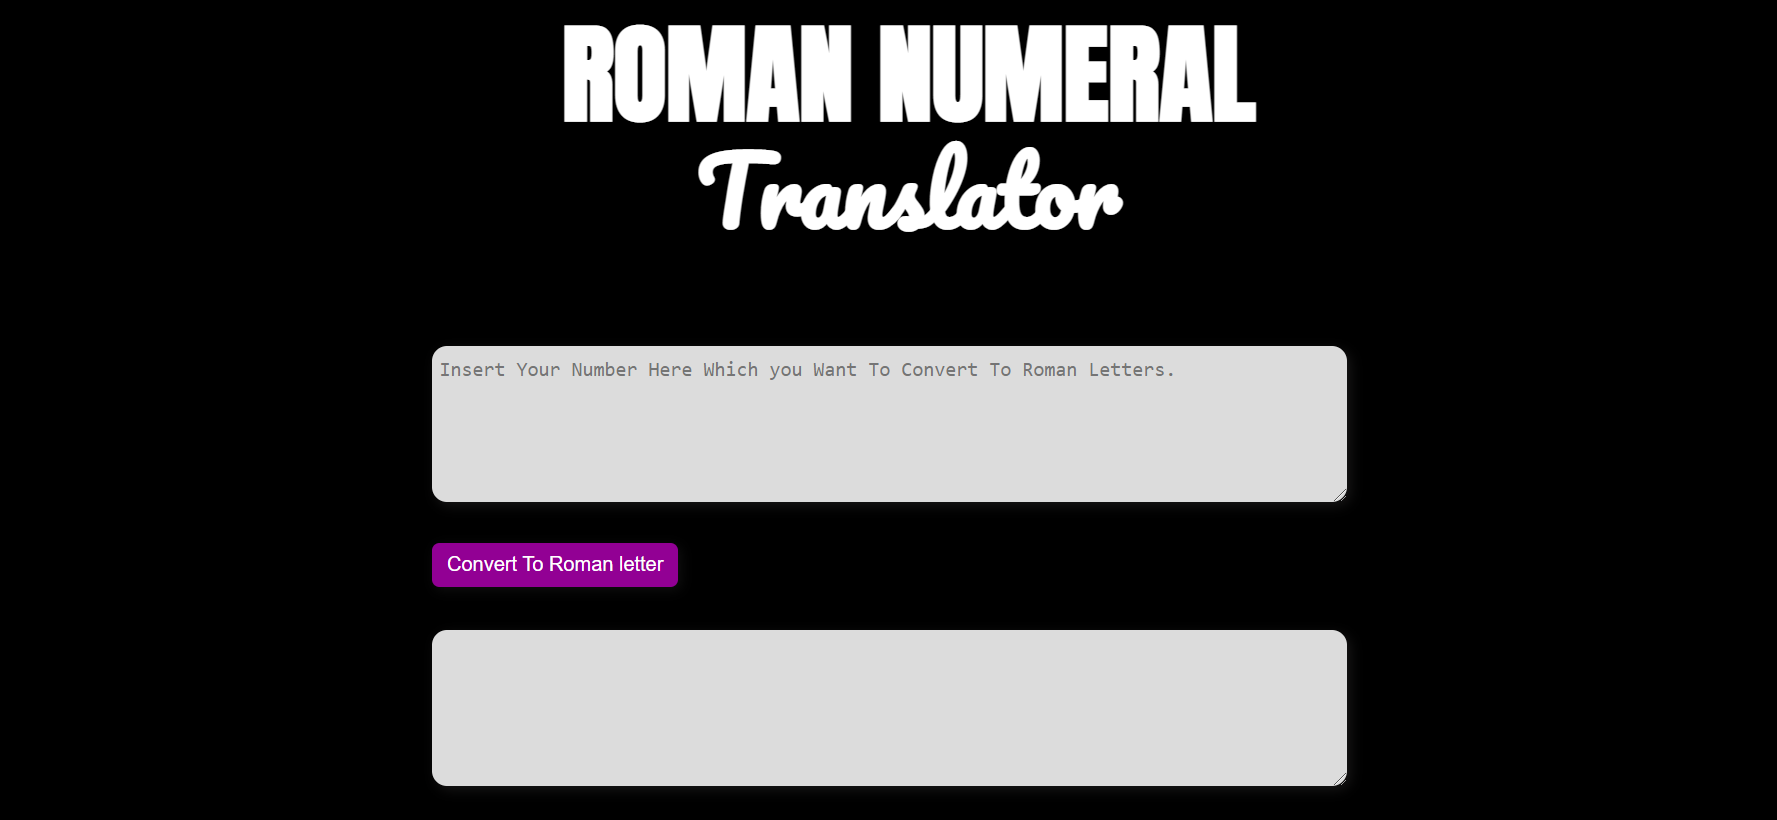 ROMAN NUMERAL
Translator
Insert Your Number Here Which you Want To Convert To Roman Letters.
Convert To Roman letter